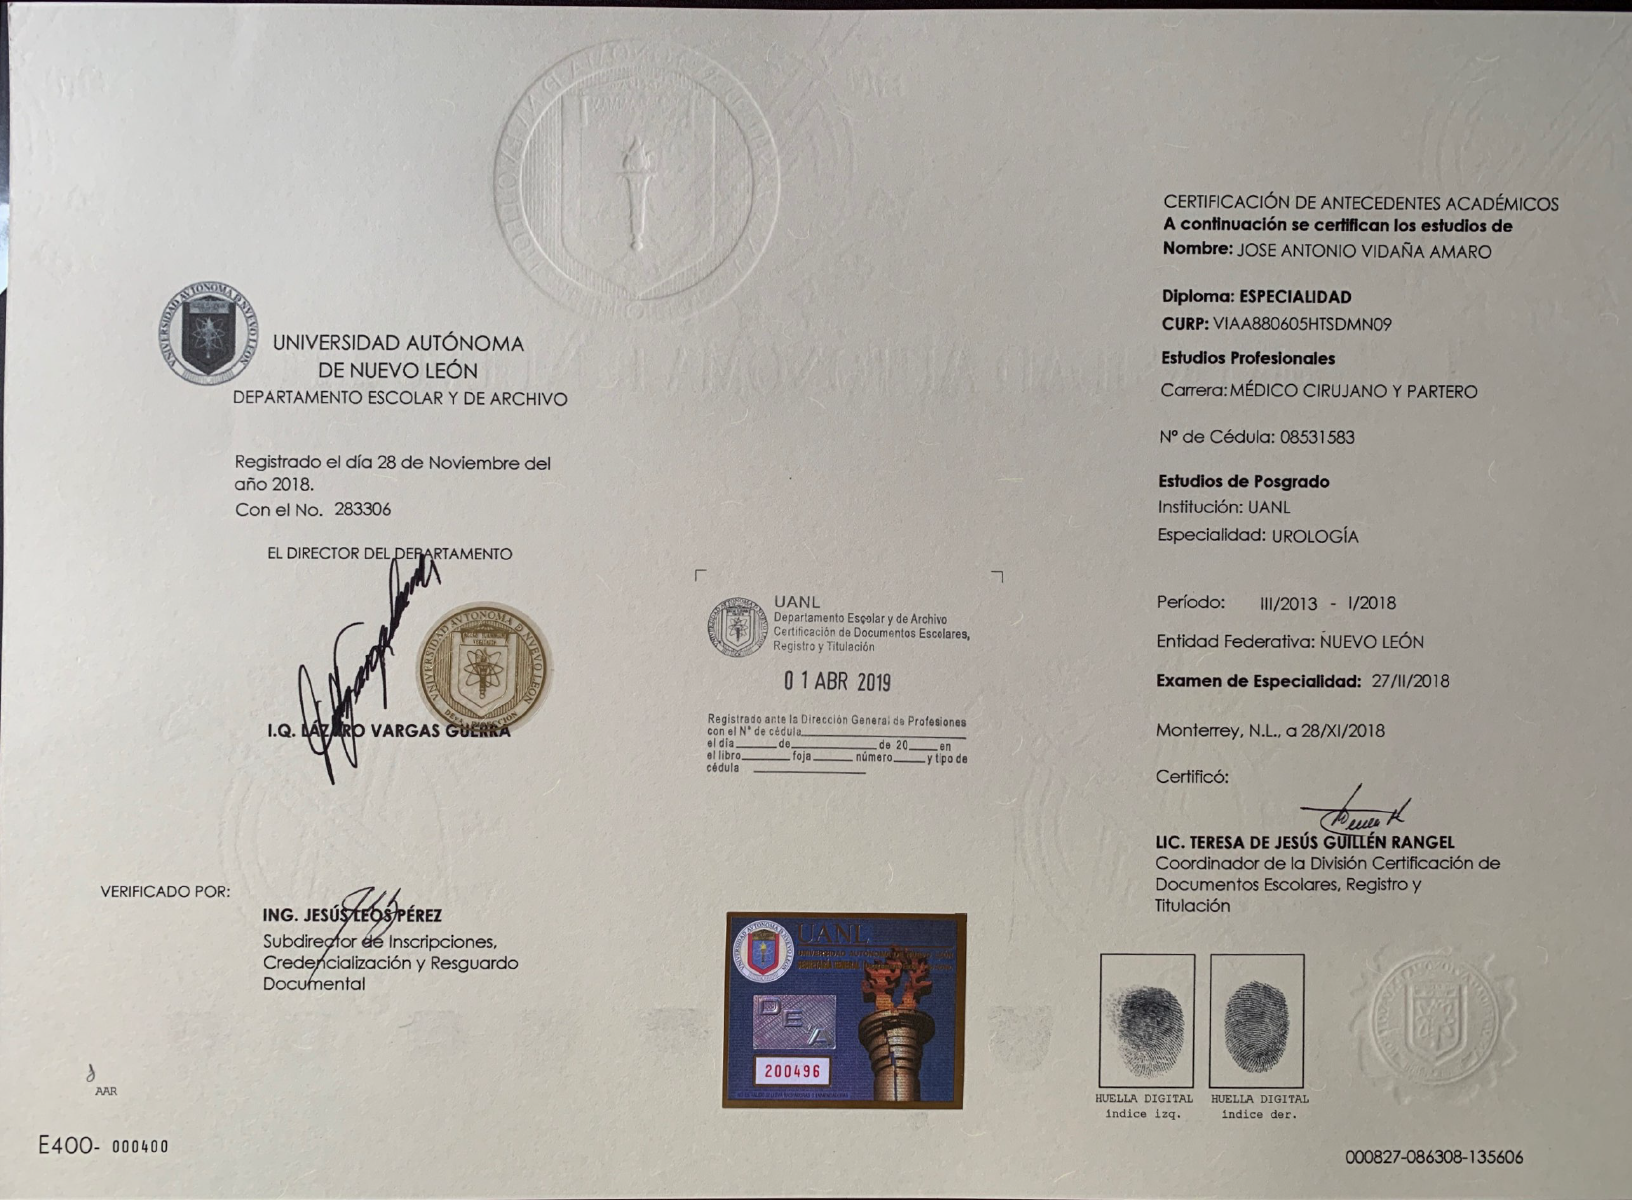 UNIVERSIDAD AUTÓNOMA
DE NUEVO LEÓN
DEPARTAMENTO ESCOLAR Y DE ARCHIVO
Registrado el día 28 de Noviembre del
año 2018.
Con el No. 283306
EL DIRECTOR DEL DEPARTAMENTO
I.Q. LÁZARO VARGAS GUERRA
VERIFICADO POR:
ING. JESÚS LEOS PÉREZ
Subdirector de Inscripciones,
Credencialización y Resguardo
Documental
AAR
E400- 000400
UANL
Departamento Escolar y de Archivo
Certificación de Documentos Escolares,
Registro y Titulación
01 ABR 2019
Registrado ante la Dirección General de Profesiones
con el N° de cédula
el día de de 20 en
el libro foja número y tipo de
cédula
UANL
UNIVERSIDAD AUTÓNOMA DE NUEVO LEÓN
DEyA
200496
CERTIFICACIÓN DE ANTECEDENTES ACADÉMICOS
A continuación se certifican los estudios de
Nombre: JOSE ANTONIO VIDAÑA AMARO
Diploma: ESPECIALIDAD
CURP: VIAA880605HTSDMN09
Estudios Profesionales
Carrera: MÉDICO CIRUJANO Y PARTERO
Nº de Cédula: 08531583
Estudios de Posgrado
Institución: UANL
Especialidad: UROLOGÍA
Período: III/2013 - I/2018
Entidad Federativa: NUEVO LEÓN
Examen de Especialidad: 27/II/2018
Monterrey, N.L., a 28/XI/2018
Certificó:
LIC. TERESA DE JESÚS GUILLÉN RANGEL
Coordinador de la División Certificación de
Documentos Escolares, Registro y
Titulación
HUELLA DIGITAL HUELLA DIGITAL
índice izq. índice der.
000827-086308-135606